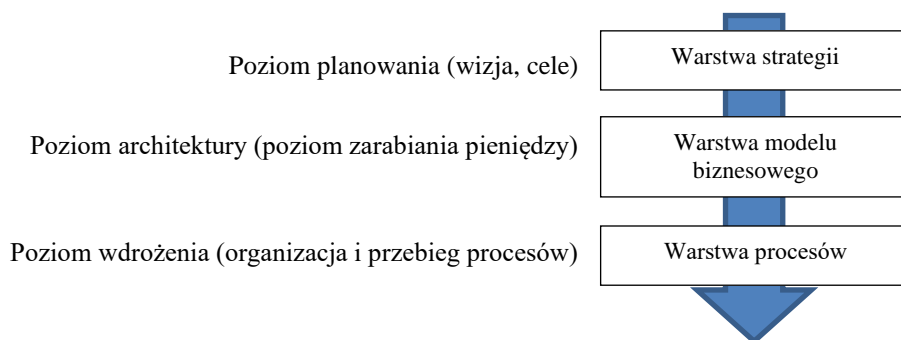 Poziom planowania (wizja, cele)
Warstwa strategii
Poziom architektury (poziom zarabiania pieniędzy)
Warstwa modelu
biznesowego
Poziom wdrożenia (organizacja i przebieg procesów)
Warstwa procesów